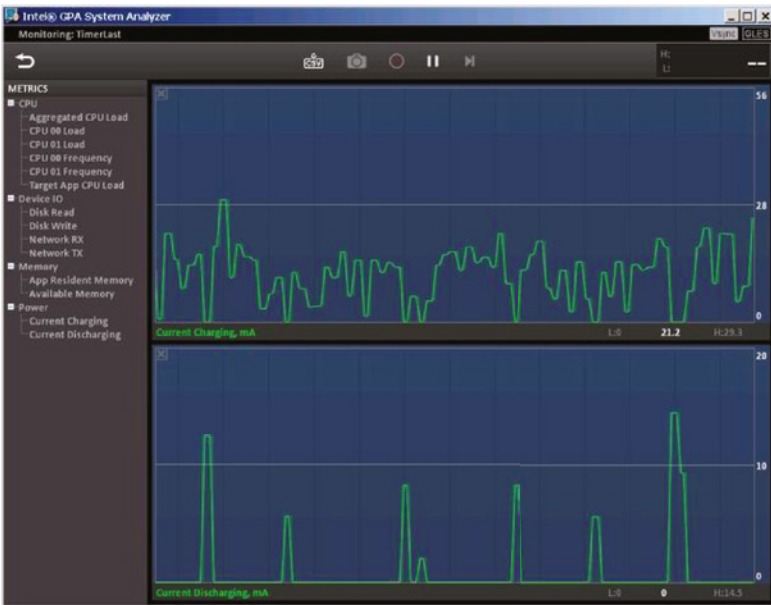 Intel® GPA System Analyzer
Monitoring: TimerLast
Vsync GLES
CSV
H:
L:
--
METRICS
CPU
Aggregated CPU Load
CPU 00 Load
CPU 01 Load
CPU 00 Frequency
CPU 01 Frequency
Target App CPU Load
Device IO
Disk Read
Disk Write
Network RX
Network TX
Memory
App Resident Memory
Available Memory
Power
Current Charging
Current Discharging
56
28
0
Current Charging, mA L:0 21.2 H:29.3
20
10
0
Current Discharging, mA L:0 0 H:14.5